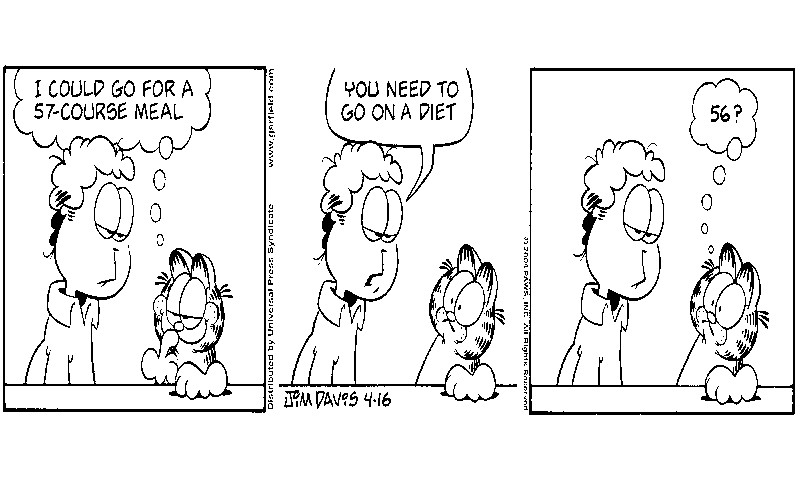 I COULD GO FOR A
57-COURSE MEAL
www.garfield.com
Distributed by Universal Press Syndicate
YOU NEED TO
GO ON A DIET
JIM DAVIS 4·16
56?
PAWS, INC. All Rights Reserved